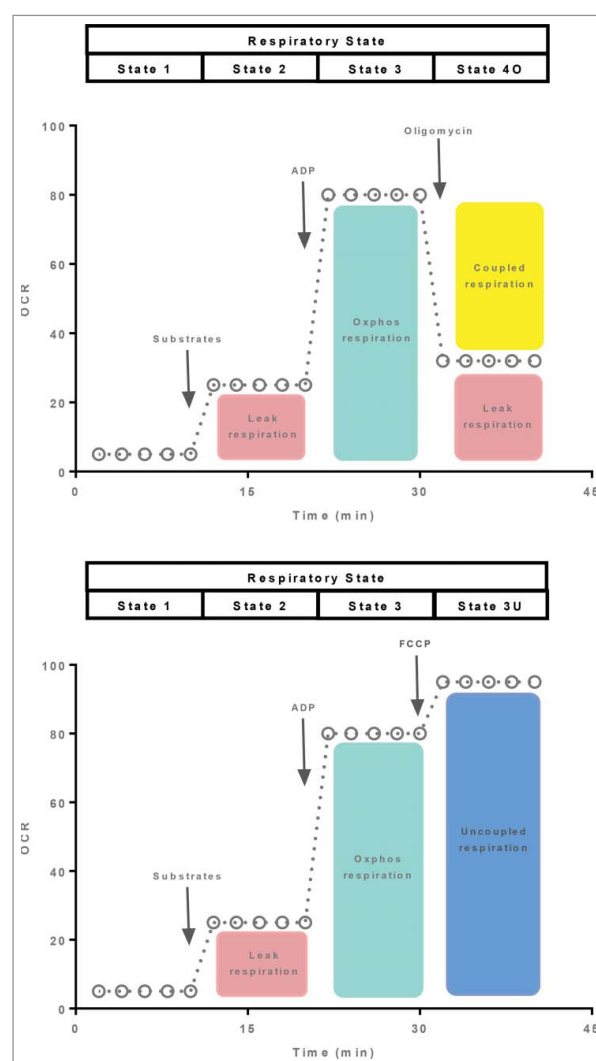 Respiratory State
State 1 State 2 State 3 State 4O
Oligomycin
100
ADP
80
60
OCR
Coupled
respiration
Oxphos
respiration
40
Substrates
20
Leak
respiration
Leak
respiration
0
0 15 30 45
Time (min)
Respiratory State
State 1 State 2 State 3 State 3U
FCCP
100
ADP
80
60
OCR
Uncoupled
respiration
Oxphos
respiration
40
Substrates
20
Leak
respiration
0
0 15 30 45
Time (min)